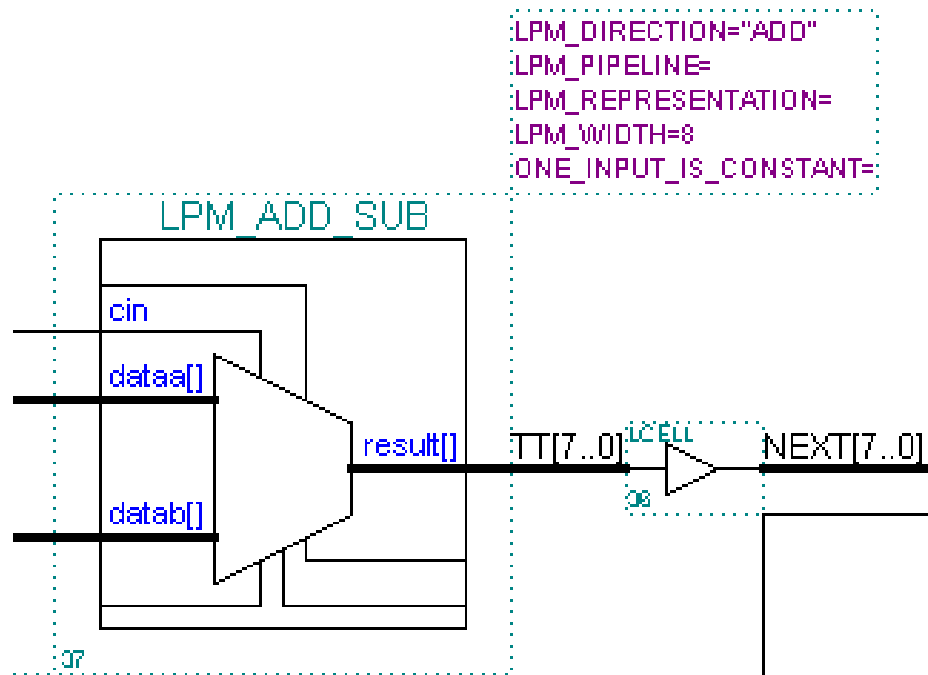 LPM_DIRECTION="ADD"
LPM_PIPELINE=
LPM_REPRESENTATION=
LPM_WIDTH=8
ONE_INPUT_IS_CONSTANT=
LPM_ADD_SUB
cin
dataa[]
result[]
TT[7..0]
LCELL
NEXT[7..0]
datab[]